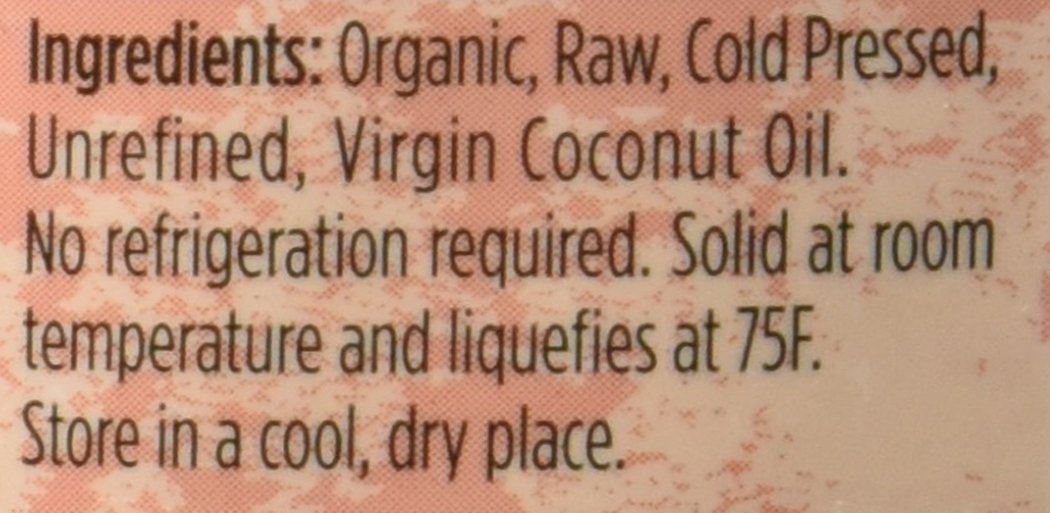 Ingredients: Organic, Raw, Cold Pressed,
Unrefined, Virgin Coconut Oil.
No refrigeration required. Solid at room
temperature and liquefies at 75F.
Store in a cool, dry place.